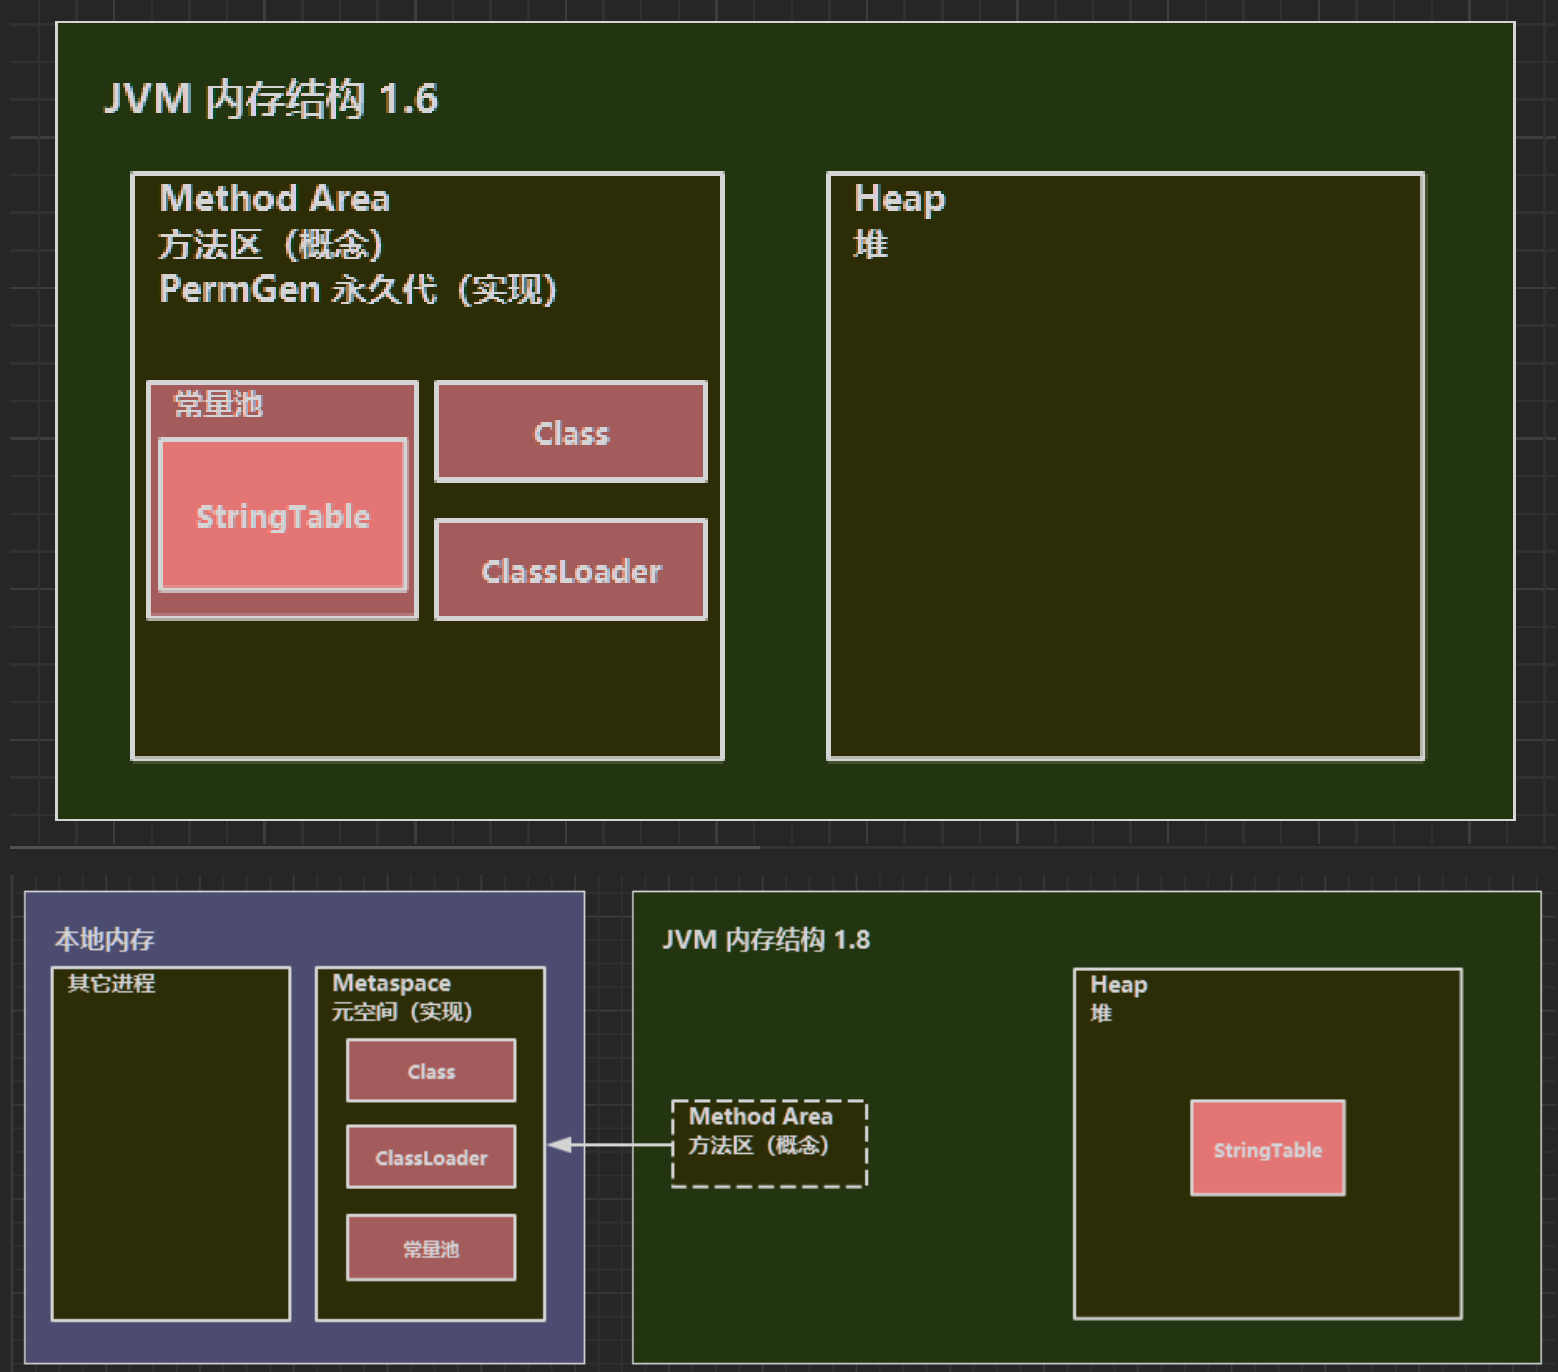 JVM 内存结构 1.6
Method Area
方法区（概念）
PermGen 永久代（实现）
常量池
StringTable
Class
ClassLoader
Heap
堆
本地内存
其它进程
Metaspace
元空间（实现）
Class
ClassLoader
常量池
JVM 内存结构 1.8
Method Area
方法区（概念）
Heap
堆
StringTable